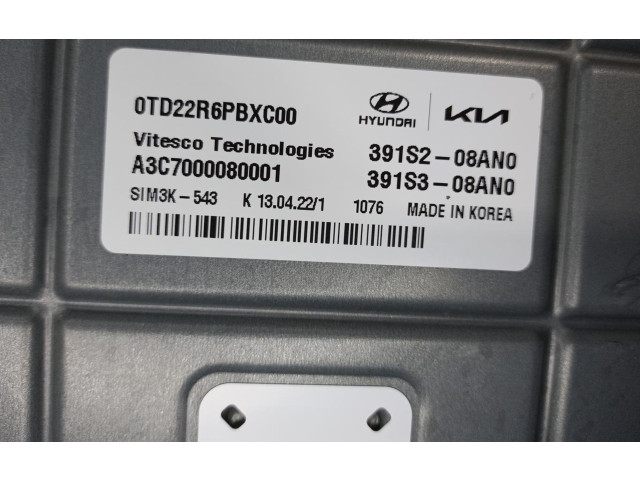 0TD22R6PBXC00
HYUNDAI KIA
Vitesco Technologies 391S2-08AN0
A3C7000080001 391S3-08AN0
SIM3K-543 K 13.04.22/1 1076 MADE IN KOREA